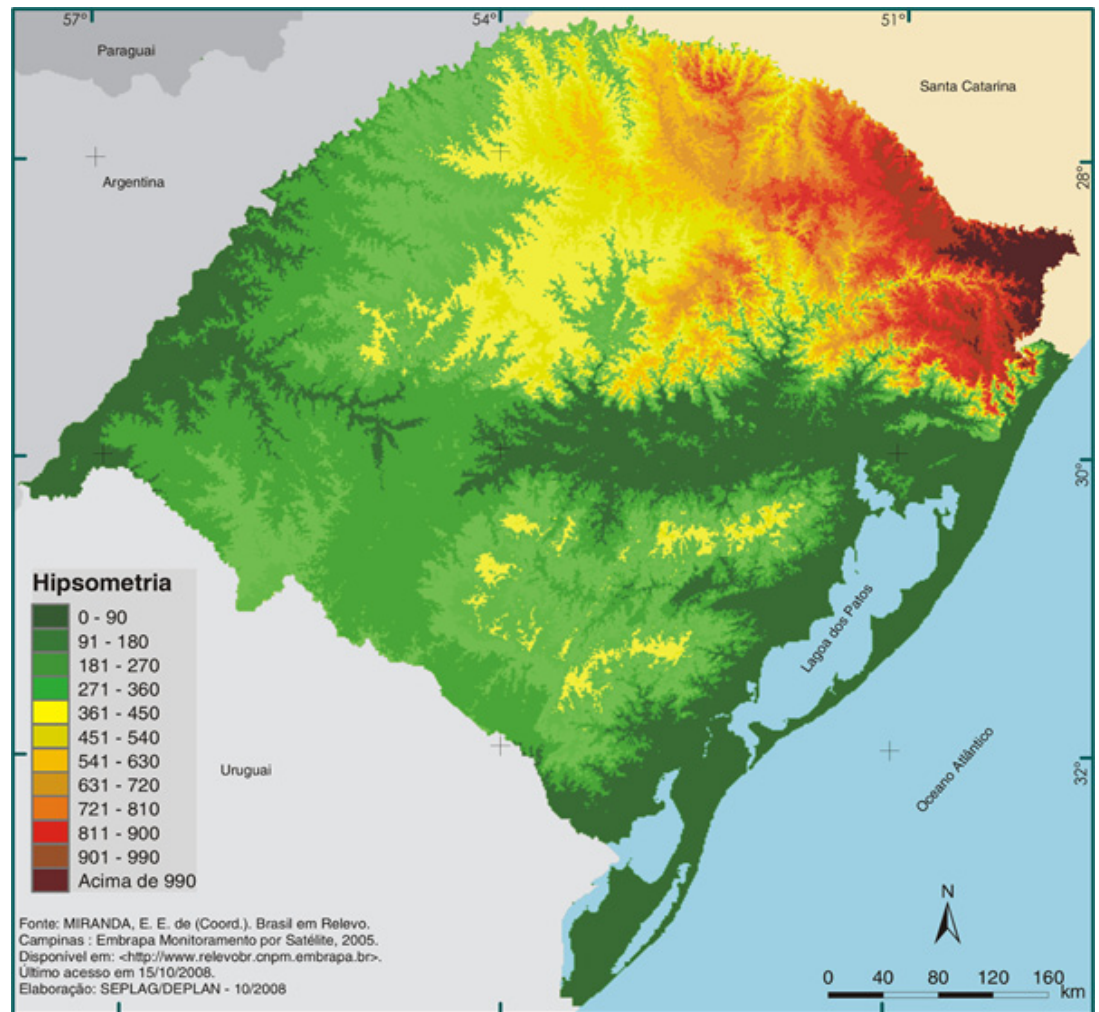 57°
54°
51°
Paraguai
Santa Catarina
28°
Argentina
30°
Lagoa dos Patos
32°
Uruguai
Oceano Atlântico
Hipsometria
0 - 90
91 - 180
181 - 270
271 - 360
361 - 450
451 - 540
541 - 630
631 - 720
721 - 810
811 - 900
901 - 990
Acima de 990
Fonte: MIRANDA, E. E. de (Coord.). Brasil em Relevo.
Campinas : Embrapa Monitoramento por Satélite, 2005.
Disponível em: <http://www.relevobr.cnpm.embrapa.br>.
Último acesso em 15/10/2008.
Elaboração: SEPLAG/DEPLAN - 10/2008
N
0 40 80 120 160 km